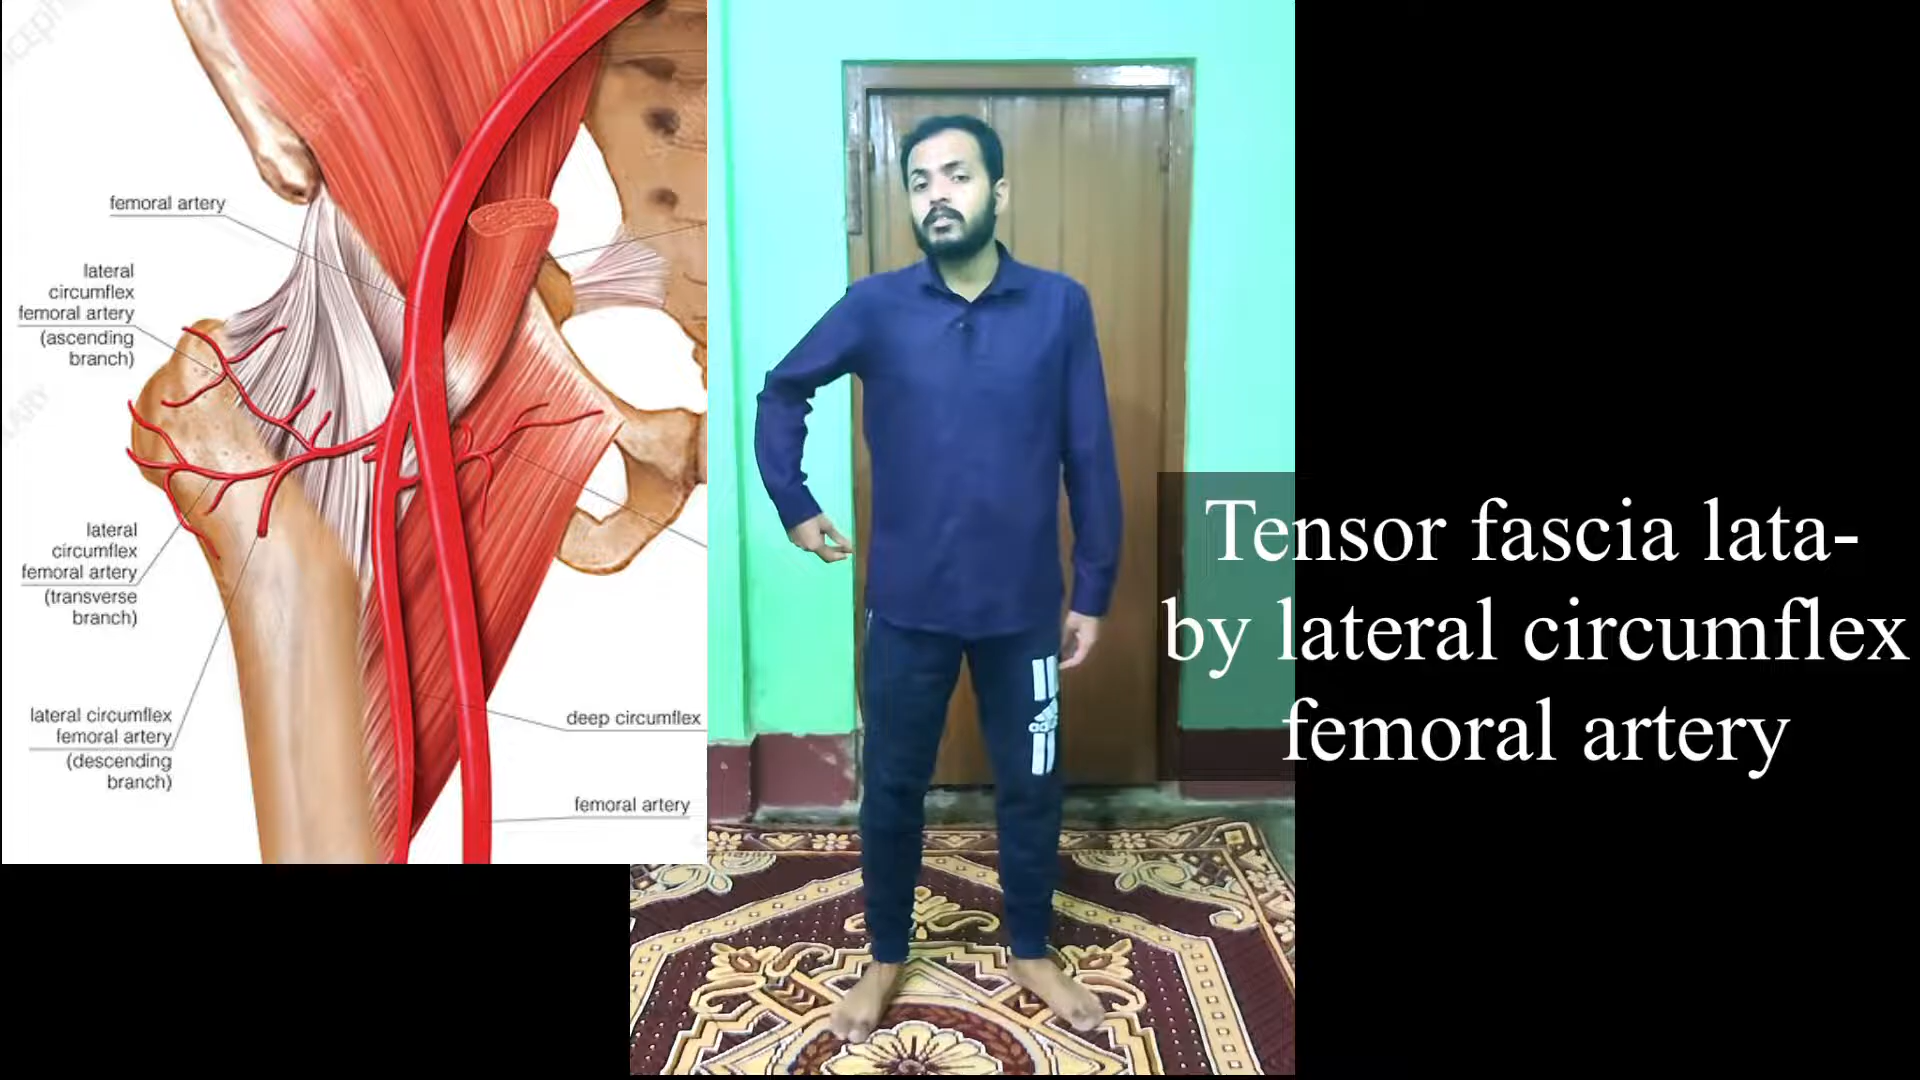 femoral artery
lateral
circumflex
femoral artery
(ascending
branch)
lateral
circumflex
femoral artery
(transverse
branch)
lateral circumflex
femoral artery
(descending
branch)
deep circumflex
femoral artery
adidas
Tensor fascia lata-
by lateral circumflex
femoral artery